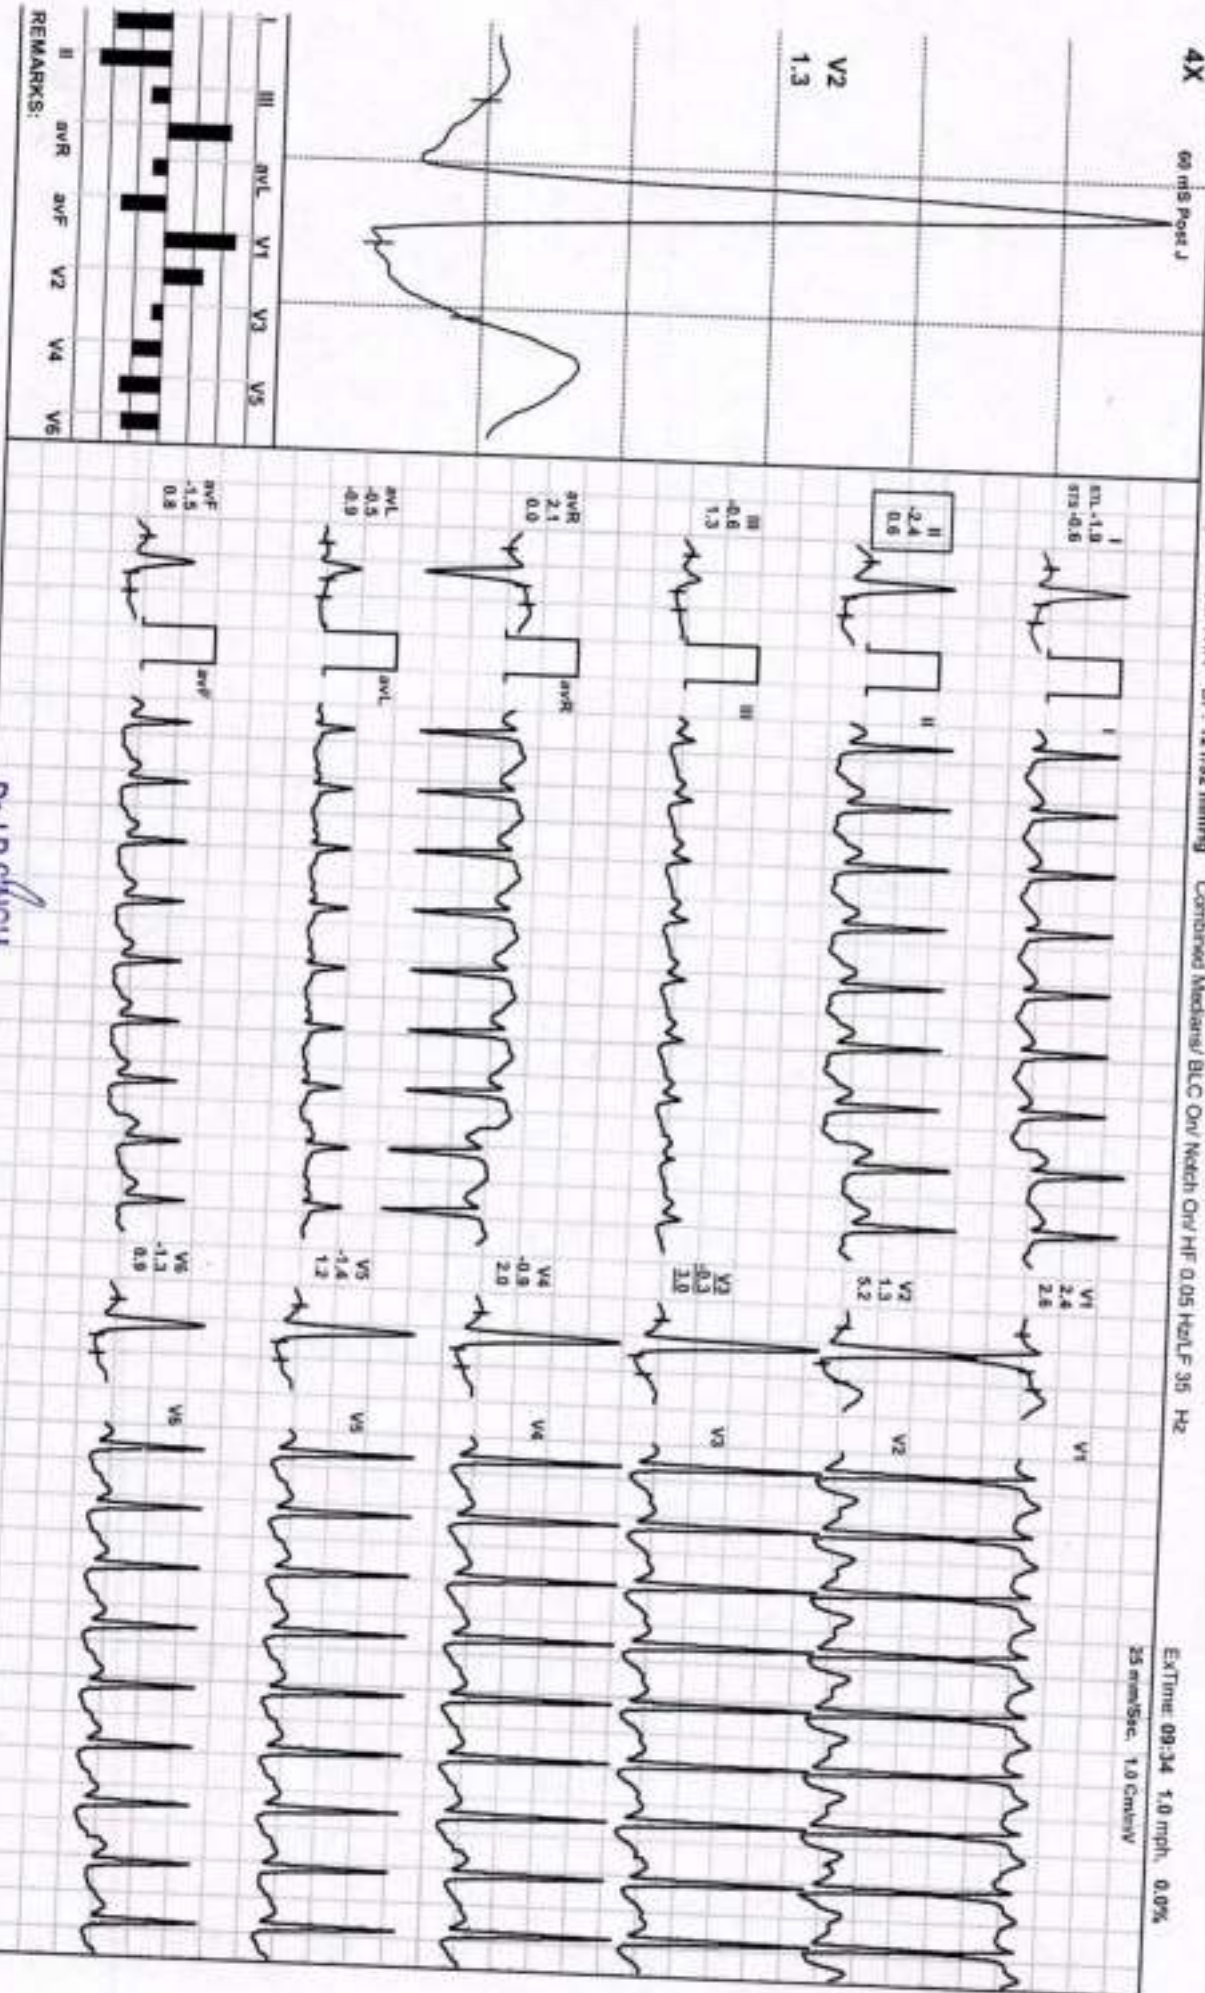 4X
60 mS Post J
Combined Medians/ BLC On/ Notch On/ HF 0.05 Hz/LF 35 Hz
ExTime: 09:34 1.0 mph, 0.0%
25 mm/Sec. 1.0 Cm/mV
V2
1.3
I
STL -1.9
STS -0.6
I
V1
2.4
2.6
V1
II
-2.4
0.6
II
V2
1.3
5.2
V2
III
-0.6
1.3
III
V3
-0.3
3.0
V3
avR
2.1
0.0
avR
V4
-0.9
2.0
V4
avL
-0.5
-0.9
avL
V5
-1.4
1.2
V5
avF
-1.5
0.8
avF
V6
-1.3
0.9
V6
I III avL V1 V3 V5
II avR avF V2 V4 V6
REMARKS: